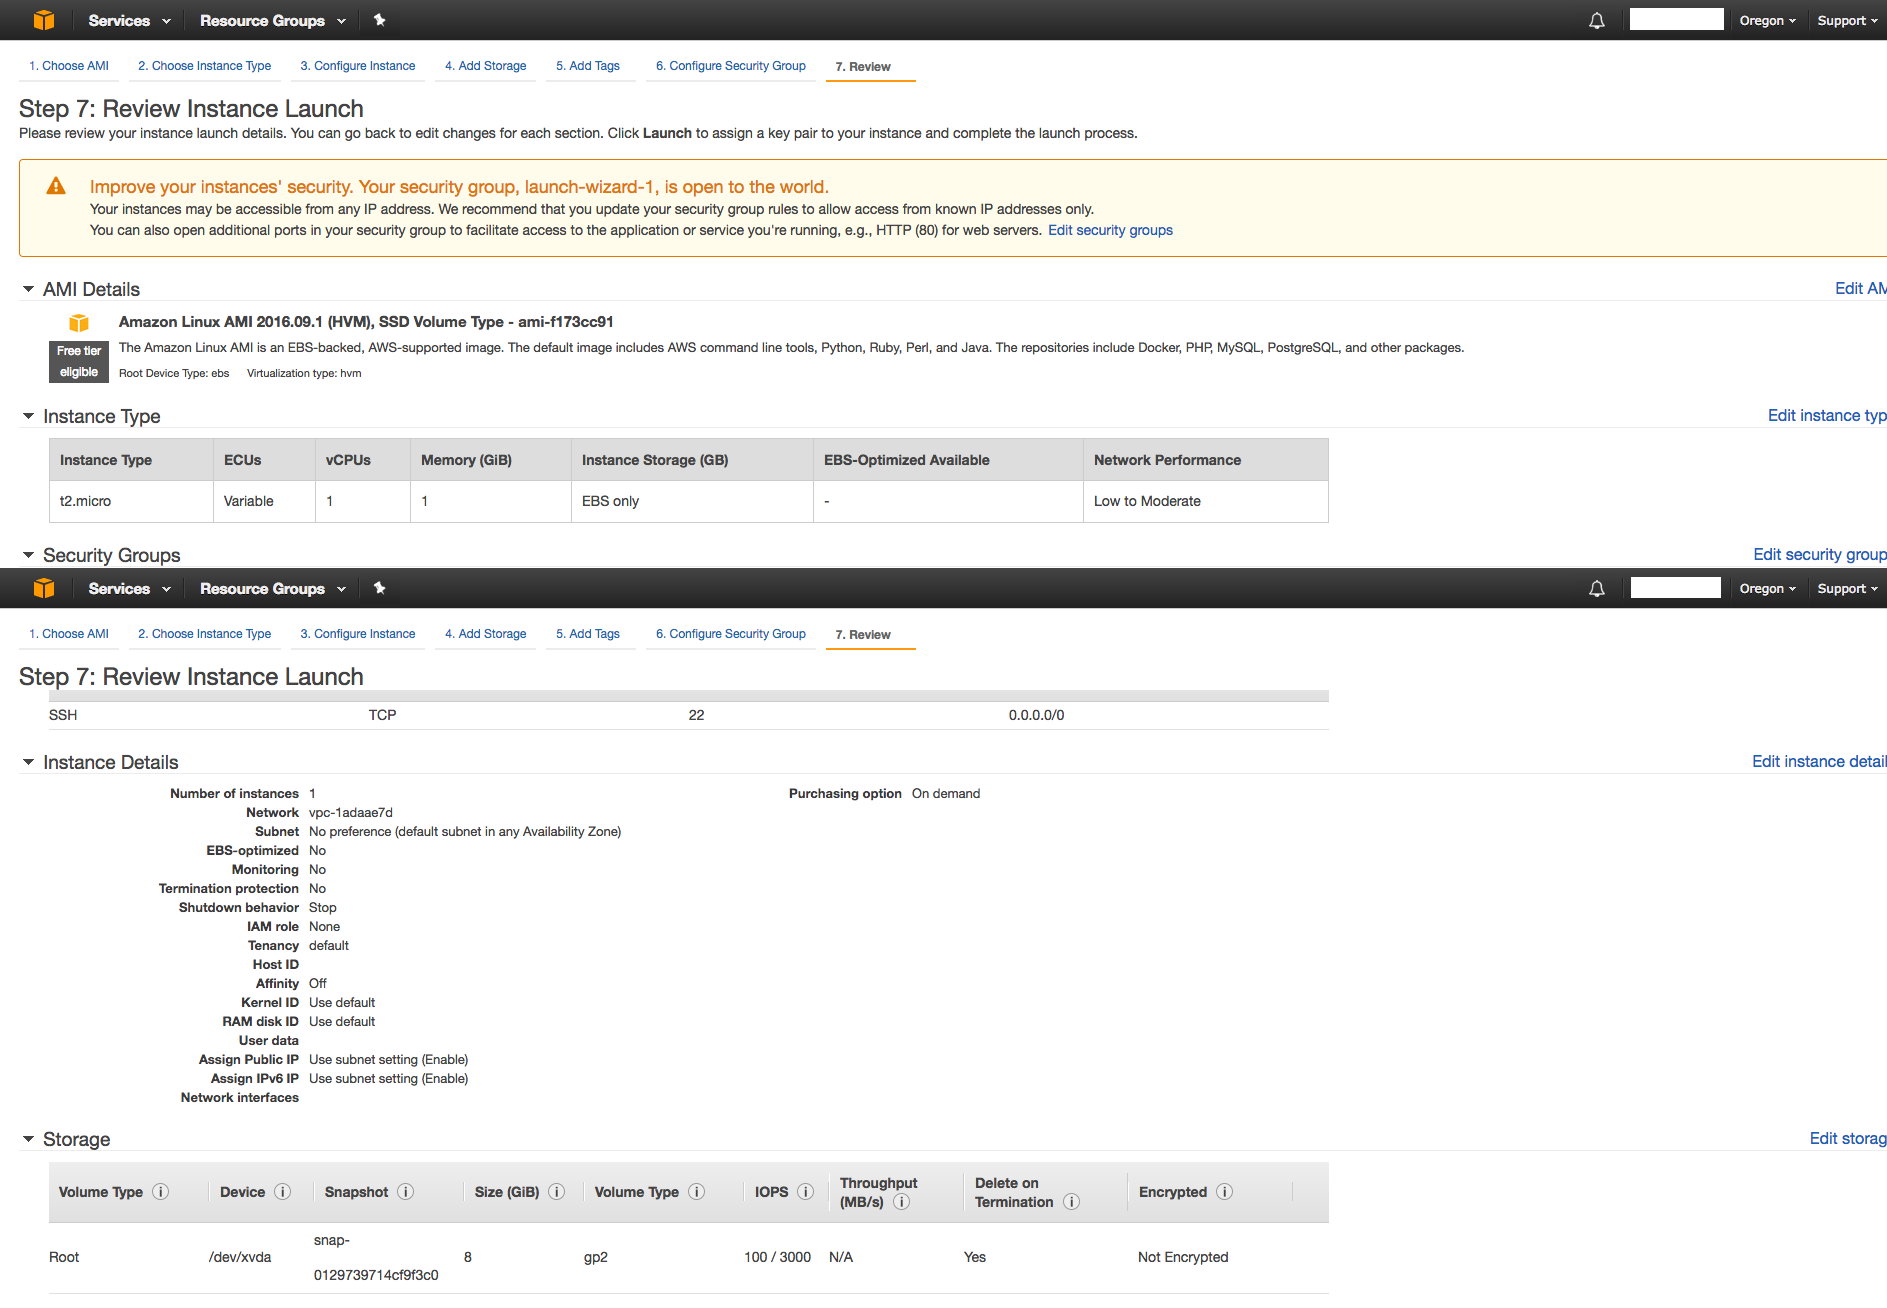 Services Resource Groups Oregon Support
1. Choose AMI 2. Choose Instance Type 3. Configure Instance 4. Add Storage 5. Add Tags 6. Configure Security Group 7. Review
Step 7: Review Instance Launch
Please review your instance launch details. You can go back to edit changes for each section. Click Launch to assign a key pair to your instance and complete the launch process.
Improve your instances' security. Your security group, launch-wizard-1, is open to the world.
Your instances may be accessible from any IP address. We recommend that you update your security group rules to allow access from known IP addresses only.
You can also open additional ports in your security group to facilitate access to the application or service you're running, e.g., HTTP (80) for web servers. Edit security groups
AMI Details Edit AM
Amazon Linux AMI 2016.09.1 (HVM), SSD Volume Type - ami-f173cc91
Free tier
eligible
The Amazon Linux AMI is an EBS-backed, AWS-supported image. The default image includes AWS command line tools, Python, Ruby, Perl, and Java. The repositories include Docker, PHP, MySQL, PostgreSQL, and other packages.
Root Device Type: ebs Virtualization type: hvm
Instance Type Edit instance typ
Instance Type ECUs vCPUs Memory (GiB) Instance Storage (GB) EBS-Optimized Available Network Performance
t2.micro Variable 1 1 EBS only - Low to Moderate
Security Groups Edit security group
Services Resource Groups Oregon Support
1. Choose AMI 2. Choose Instance Type 3. Configure Instance 4. Add Storage 5. Add Tags 6. Configure Security Group 7. Review
Step 7: Review Instance Launch
SSH TCP 22 0.0.0.0/0
Instance Details Edit instance detail
Number of instances 1 Purchasing option On demand
Network vpc-1adaae7d
Subnet No preference (default subnet in any Availability Zone)
EBS-optimized No
Monitoring No
Termination protection No
Shutdown behavior Stop
IAM role None
Tenancy default
Host ID
Affinity Off
Kernel ID Use default
RAM disk ID Use default
User data
Assign Public IP Use subnet setting (Enable)
Assign IPv6 IP Use subnet setting (Enable)
Network interfaces
Storage Edit storag
Volume Type Device Snapshot Size (GiB) Volume Type IOPS Throughput (MB/s) Delete on Termination Encrypted
Root /dev/xvda snap-0129739714cf9f3c0 8 gp2 100 / 3000 N/A Yes Not Encrypted